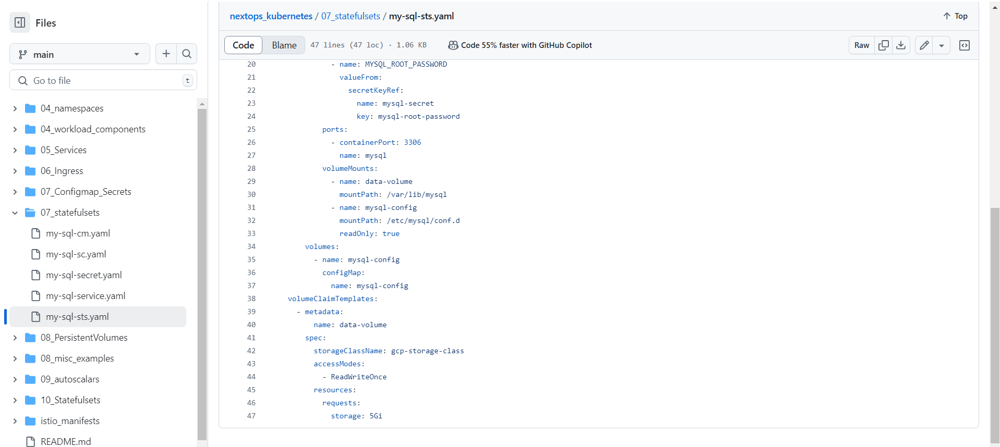 Files
main
Go to file
t
04_namespaces
04_workload_components
05_Services
06_Ingress
07_Configmap_Secrets
07_statefulsets
my-sql-cm.yaml
my-sql-sc.yaml
my-sql-secret.yaml
my-sql-service.yaml
my-sql-sts.yaml
08_PersistentVolumes
08_misc_examples
09_autoscalars
10_Statefulsets
istio_manifests
README.md
nextops_kubernetes / 07_statefulsets / my-sql-sts.yaml
Top
Code Blame 47 lines (47 loc) · 1.06 KB Code 55% faster with GitHub Copilot Raw
20 - name: MYSQL_ROOT_PASSWORD
21 valueFrom:
22 secretKeyRef:
23 name: mysql-secret
24 key: mysql-root-password
25 ports:
26 - containerPort: 3306
27 name: mysql
28 volumeMounts:
29 - name: data-volume
30 mountPath: /var/lib/mysql
31 - name: mysql-config
32 mountPath: /etc/mysql/conf.d
33 readOnly: true
34 volumes:
35 - name: mysql-config
36 configMap:
37 name: mysql-config
38 volumeClaimTemplates:
39 - metadata:
40 name: data-volume
41 spec:
42 storageClassName: gcp-storage-class
43 accessModes:
44 - ReadWriteOnce
45 resources:
46 requests:
47 storage: 5Gi